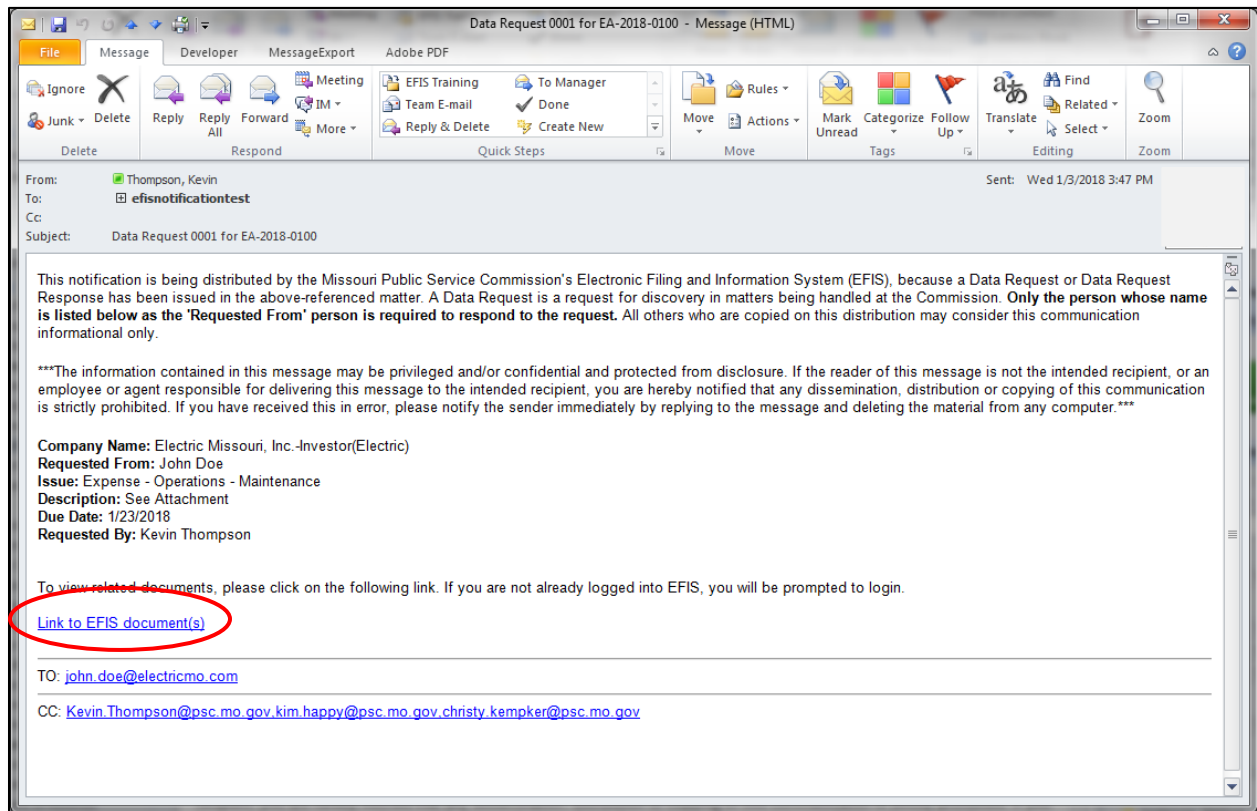 Data Request 0001 for EA-2018-0100 - Message (HTML)
File Message Developer MessageExport Adobe PDF
Ignore
Junk
Delete
Reply
Reply All
Forward
Meeting
IM
More
EFIS Training
Team E-mail
Reply & Delete
To Manager
Done
Create New
Move
Rules
Actions
Mark Unread
Categorize
Follow Up
Translate
Find
Related
Select
Zoom
Delete Respond Quick Steps Move Tags Editing Zoom
From: Thompson, Kevin Sent: Wed 1/3/2018 3:47 PM
To: efisnotificationtest
Cc:
Subject: Data Request 0001 for EA-2018-0100
This notification is being distributed by the Missouri Public Service Commission's Electronic Filing and Information System (EFIS), because a Data Request or Data Request
Response has been issued in the above-referenced matter. A Data Request is a request for discovery in matters being handled at the Commission. Only the person whose name
is listed below as the 'Requested From' person is required to respond to the request. All others who are copied on this distribution may consider this communication
informational only.
***The information contained in this message may be privileged and/or confidential and protected from disclosure. If the reader of this message is not the intended recipient, or an
employee or agent responsible for delivering this message to the intended recipient, you are hereby notified that any dissemination, distribution or copying of this communication
is strictly prohibited. If you have received this in error, please notify the sender immediately by replying to the message and deleting the material from any computer.***
Company Name: Electric Missouri, Inc.-Investor(Electric)
Requested From: John Doe
Issue: Expense - Operations - Maintenance
Description: See Attachment
Due Date: 1/23/2018
Requested By: Kevin Thompson
To view related documents, please click on the following link. If you are not already logged into EFIS, you will be prompted to login.
Link to EFIS document(s)
TO: john.doe@electricmo.com
CC: Kevin.Thompson@psc.mo.gov,kim.happy@psc.mo.gov,christy.kempker@psc.mo.gov